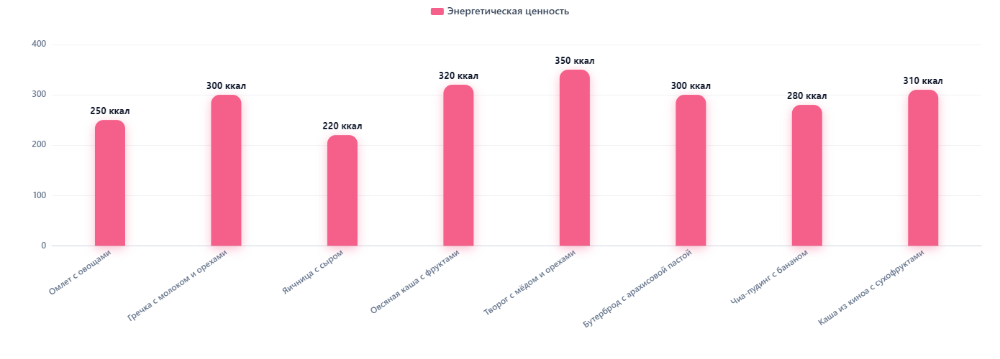 Энергетическая ценность
400
300
200
100
0
250 ккал
300 ккал
220 ккал
320 ккал
350 ккал
300 ккал
280 ккал
310 ккал
Омлет с овощами
Гречка с молоком и орехами
Яичница с сыром
Овсяная каша с фруктами
Творог с мёдом и орехами
Бутерброд с арахисовой пастой
Чиа-пудинг с бананом
Каша из киноа с сухофруктами